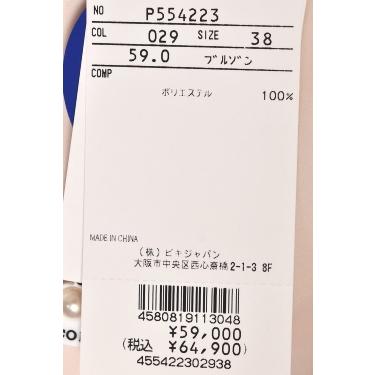 NO P554223
COL 029 SIZE 38
59.0 ブルゾン
COMP
ポリエステル 100%
MADE IN CHINA
(株)ピキジャパン
大阪市中央区西心斎橋2-1-3 8F
4580819113048
¥59,000
(税込 ¥64,900)
455422302938